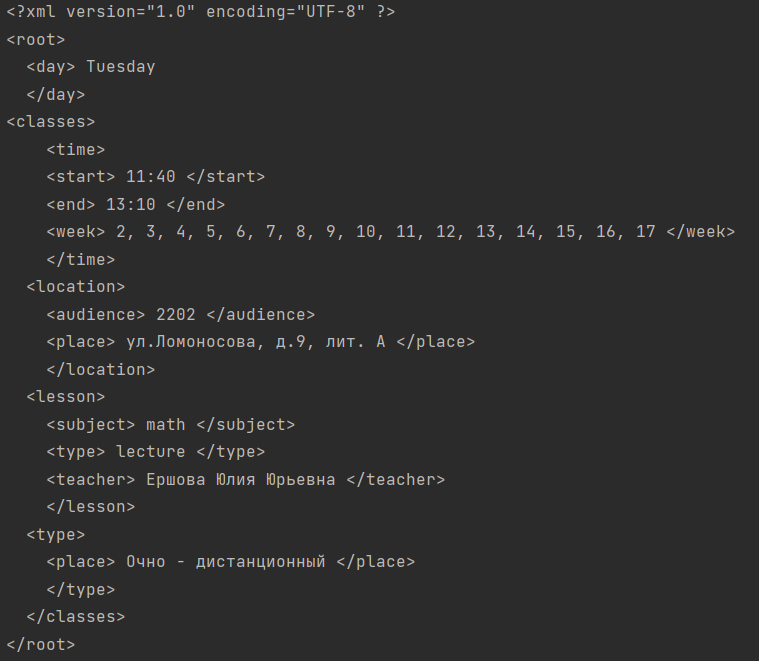 <?xml version="1.0" encoding="UTF-8" ?>
<root>
  <day> Tuesday
  </day>
<classes>
    <time>
    <start> 11:40 </start>
    <end> 13:10 </end>
    <week> 2, 3, 4, 5, 6, 7, 8, 9, 10, 11, 12, 13, 14, 15, 16, 17 </week>
    </time>
  <location>
    <audience> 2202 </audience>
    <place> ул.Ломоносова, д.9, лит. А </place>
    </location>
  <lesson>
    <subject> math </subject>
    <type> lecture </type>
    <teacher> Ершова Юлия Юрьевна </teacher>
    </lesson>
  <type>
    <place> Очно - дистанционный </place>
    </type>
  </classes>
</root>